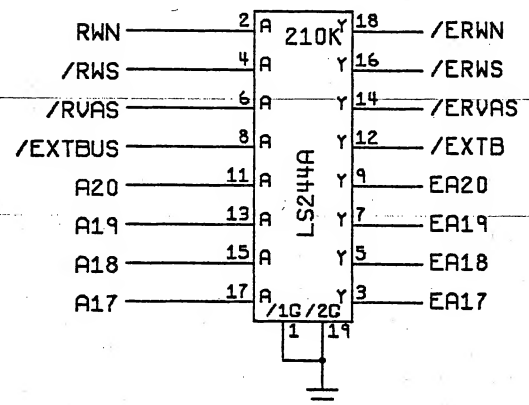 RWN 2 A 210K Y 18 /ERWN
/RWS 4 A Y 16 /ERWS
/RVAS 6 A Y 14 /ERVAS
/EXTBUS 8 A Y 12 /EXTB
LS244A
A20 11 A Y 9 EA20
A19 13 A Y 7 EA19
A18 15 A Y 5 EA18
A17 17 A Y 3 EA17
/1G /2G
1 19